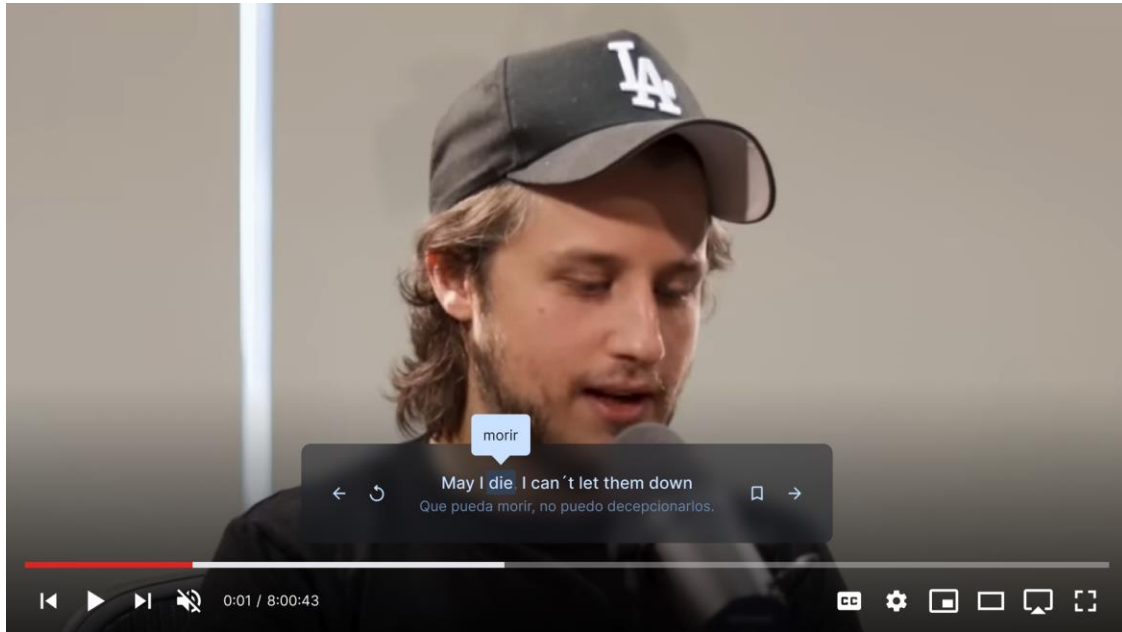 LA
morir
May I die, I can´t let them down
Que pueda morir, no puedo decepcionarlos.
0:01 / 8:00:43
CC